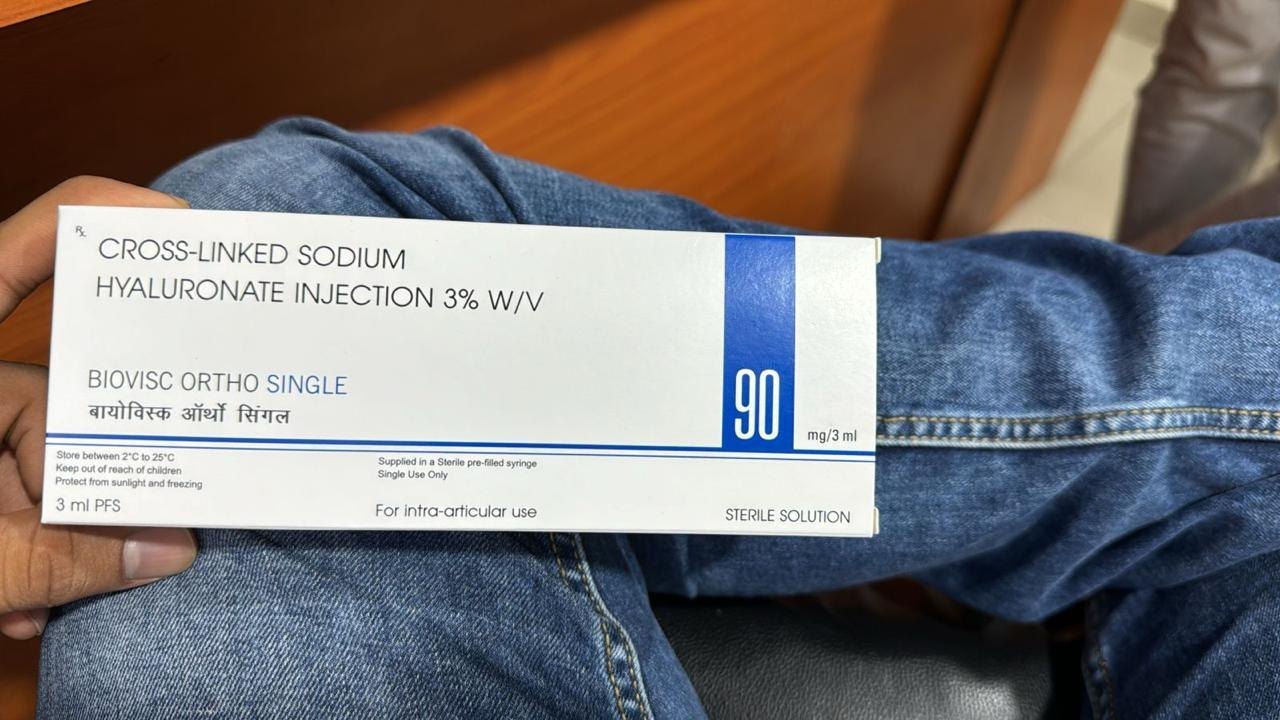 Rx
CROSS-LINKED SODIUM
HYALURONATE INJECTION 3% W/V
BIOVISC ORTHO SINGLE
बायोविस्क ऑर्थो सिंगल
90
mg/3 ml
Store between 2°C to 25°C
Keep out of reach of children
Protect from sunlight and freezing
3 ml PFS
Supplied in a Sterile pre-filled syringe
Single Use Only
For intra-articular use
STERILE SOLUTION